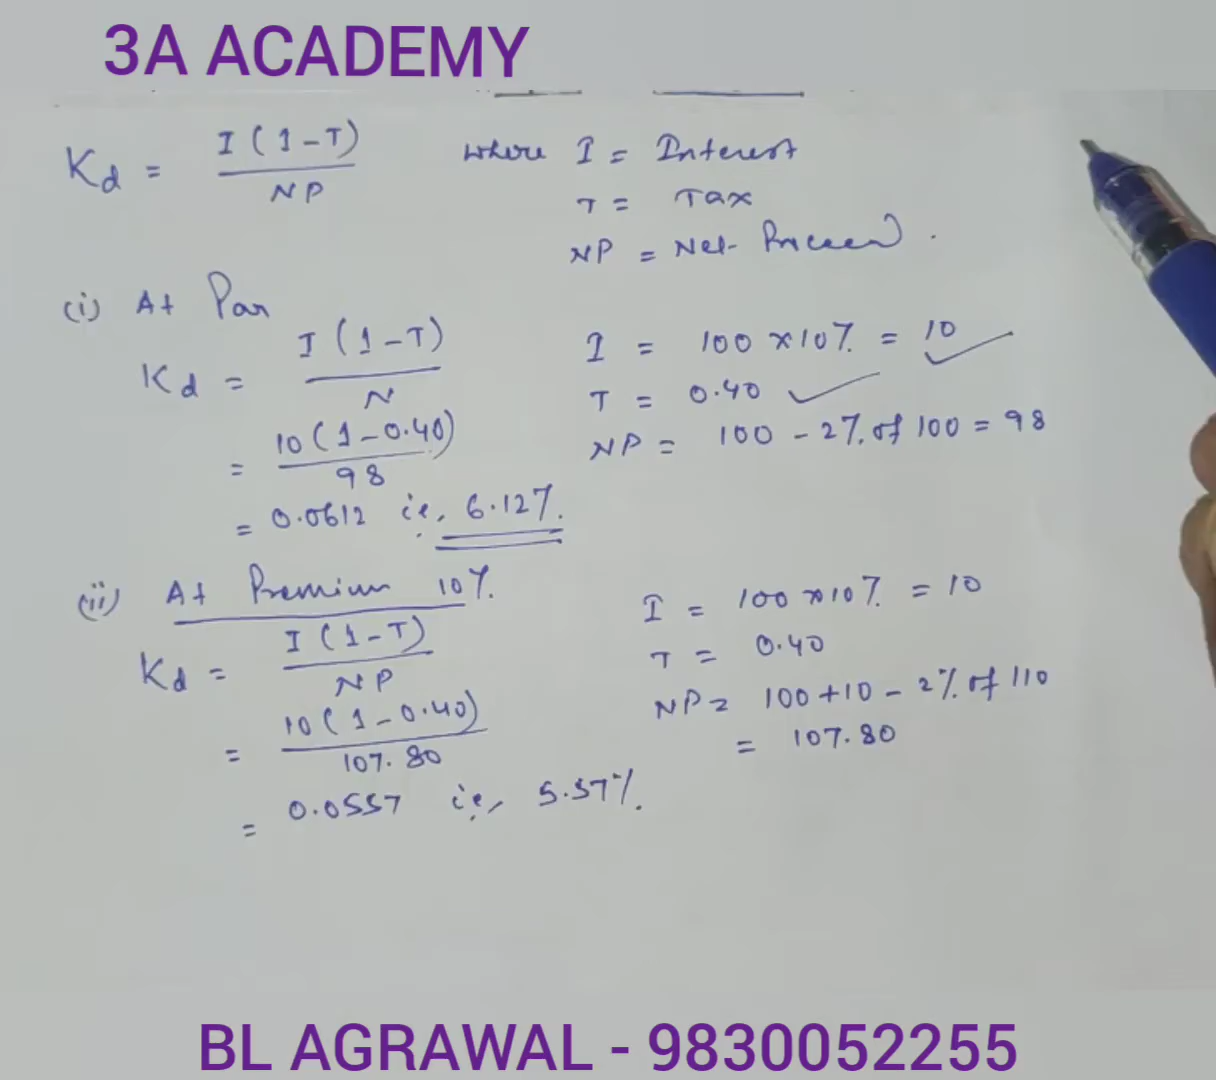 3A ACADEMY
Kd = I(1-T) / NP where I = Interest
T = Tax
NP = Net Proceed.
(i) At Par
Kd = I(1-T) / N I = 100 x 10% = 10
= 10(1-0.40) / 98 T = 0.40
NP = 100 - 2% of 100 = 98
= 0.0612 ie, 6.12%.
(ii) At Premium 10%.
Kd = I(1-T) / NP I = 100 x 10% = 10
T = 0.40
= 10(1-0.40) / 107.80 NP = 100+10 - 2% of 110
= 107.80
= 0.0557 ie, 5.57%.
BL AGRAWAL - 9830052255